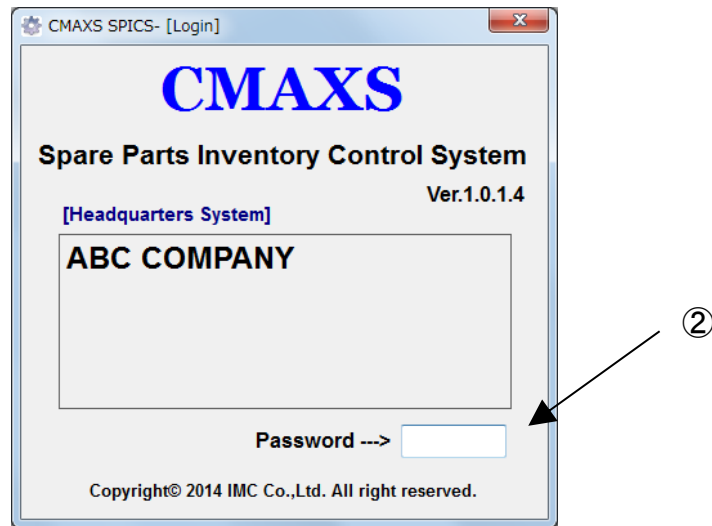 CMAXS SPICS- [Login]
CMAXS
Spare Parts Inventory Control System
Ver.1.0.1.4
[Headquarters System]
ABC COMPANY
②
Password --->
Copyright© 2014 IMC Co.,Ltd. All right reserved.